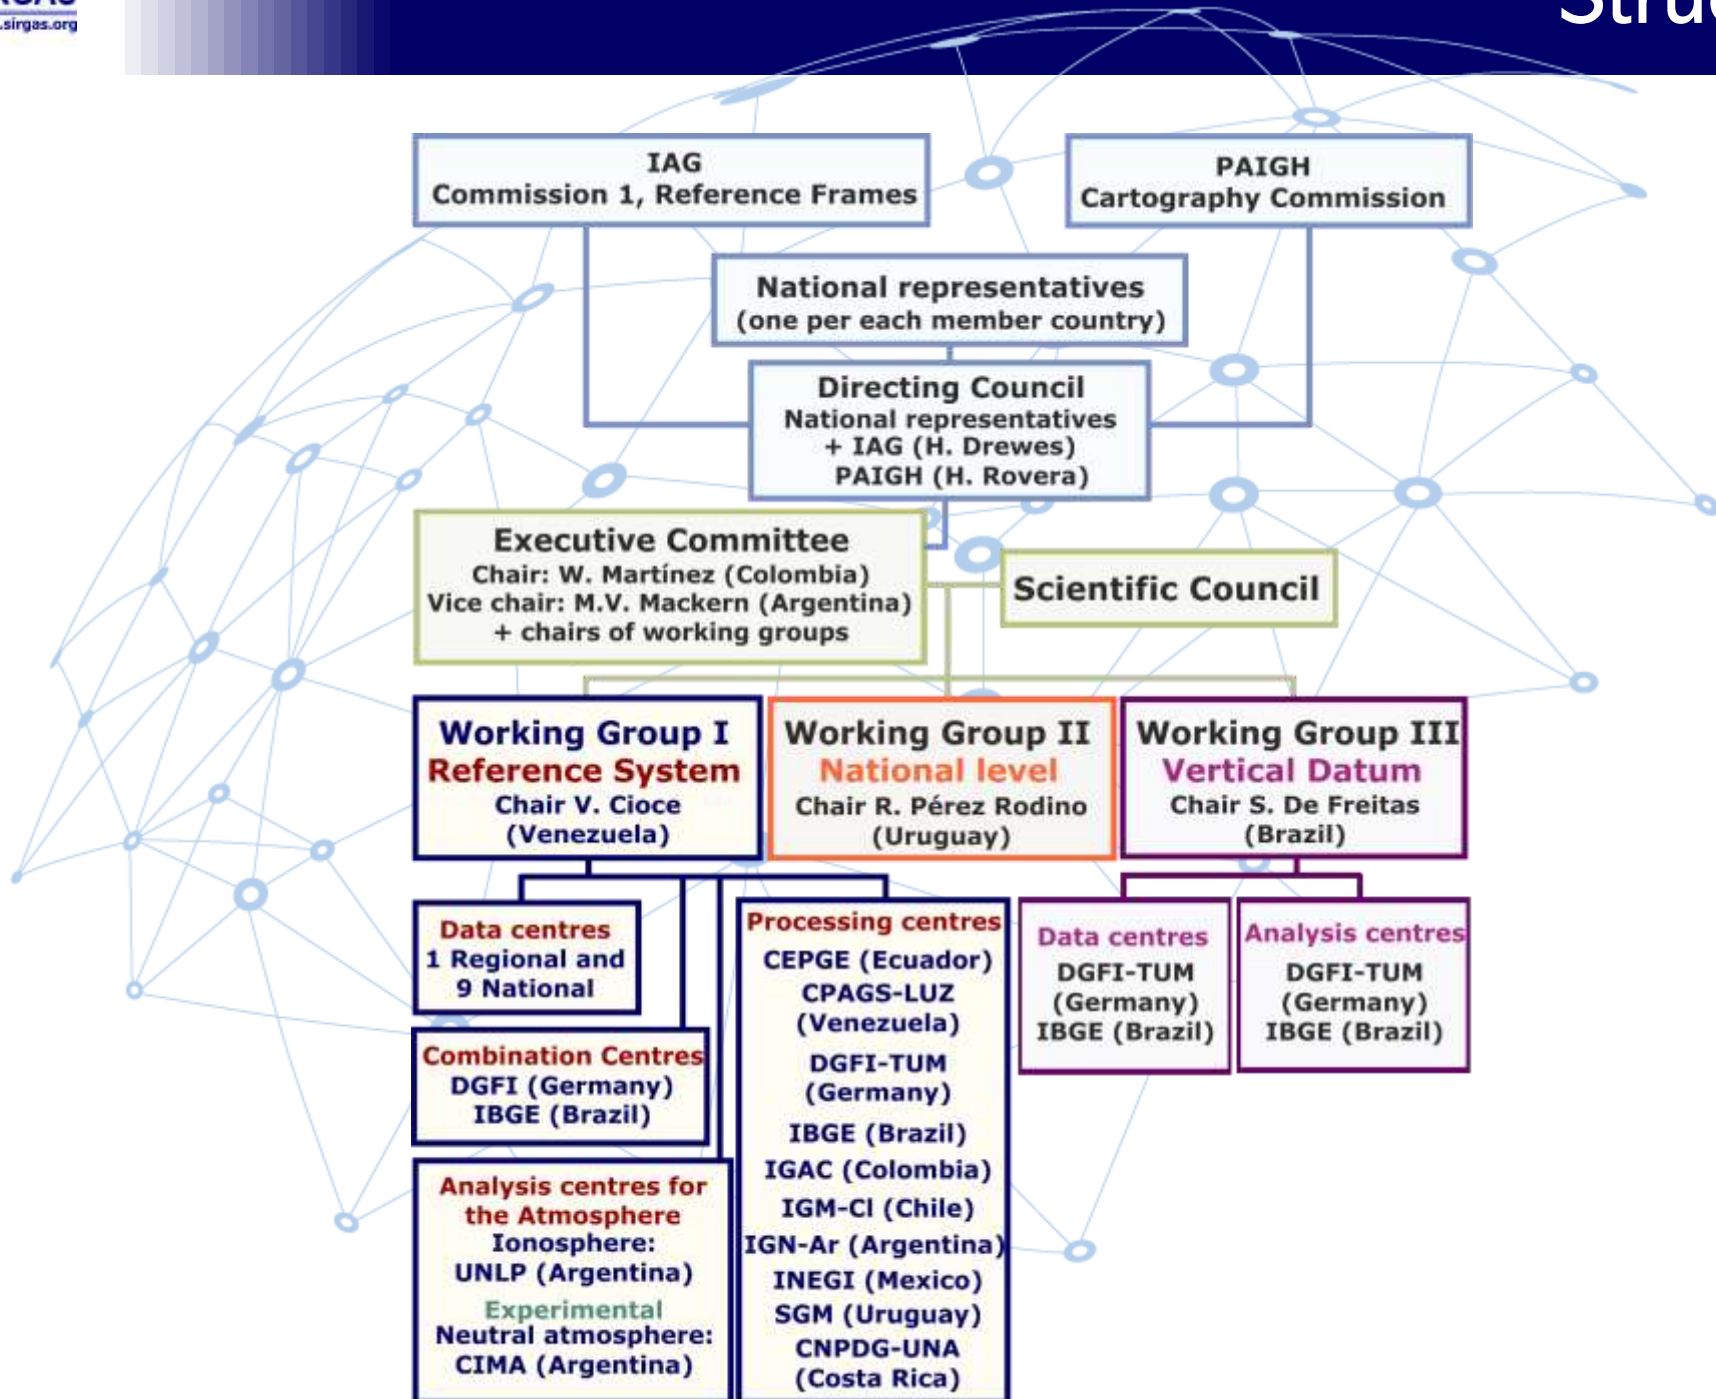 .sirgas.org
IAG
Commission 1, Reference Frames
PAIGH
Cartography Commission
National representatives
(one per each member country)
Directing Council
National representatives
+ IAG (H. Drewes)
PAIGH (H. Rovera)
Executive Committee
Chair: W. Martínez (Colombia)
Vice chair: M.V. Mackern (Argentina)
+ chairs of working groups
Scientific Council
Working Group I
Reference System
Chair V. Cioce
(Venezuela)
Working Group II
National level
Chair R. Pérez Rodino
(Uruguay)
Working Group III
Vertical Datum
Chair S. De Freitas
(Brazil)
Data centres
1 Regional and
9 National
Combination Centres
DGFI (Germany)
IBGE (Brazil)
Analysis centres for
the Atmosphere
Ionosphere:
UNLP (Argentina)
Experimental
Neutral atmosphere:
CIMA (Argentina)
Processing centres
CEPGE (Ecuador)
CPAGS-LUZ
(Venezuela)
DGFI-TUM
(Germany)
IBGE (Brazil)
IGAC (Colombia)
IGM-Cl (Chile)
IGN-Ar (Argentina)
INEGI (Mexico)
SGM (Uruguay)
CNPDG-UNA
(Costa Rica)
Data centres
DGFI-TUM
(Germany)
IBGE (Brazil)
Analysis centres
DGFI-TUM
(Germany)
IBGE (Brazil)